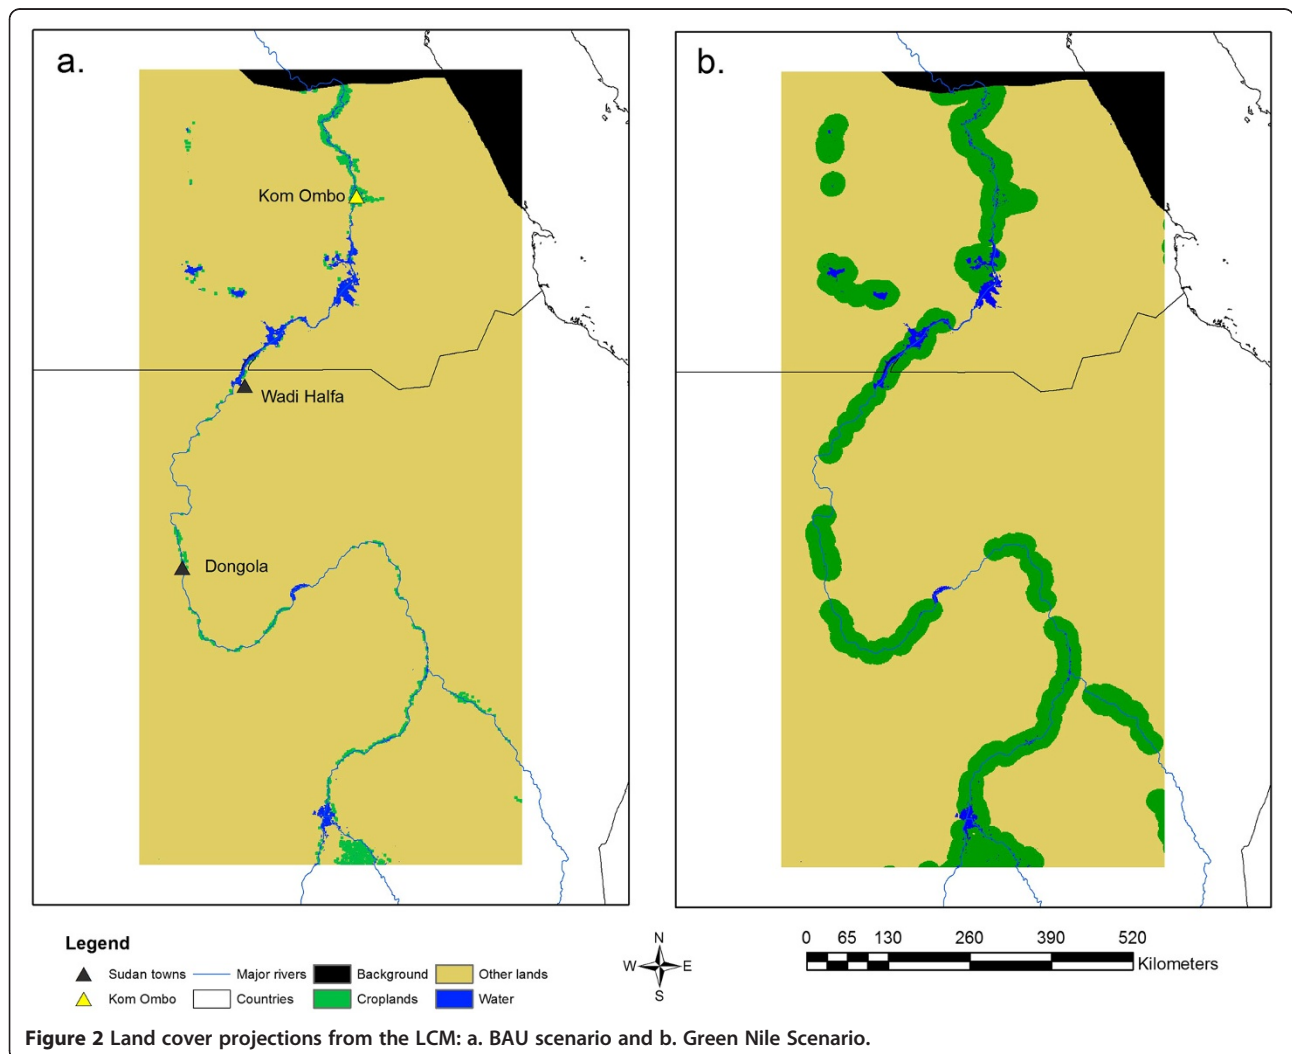 a.
b.
Kom Ombo
Wadi Halfa
Dongola
Legend
Sudan towns
Major rivers
Background
Other lands
Kom Ombo
Countries
Croplands
Water
N
W E
S
0 65 130 260 390 520
Kilometers
Figure 2 Land cover projections from the LCM: a. BAU scenario and b. Green Nile Scenario.